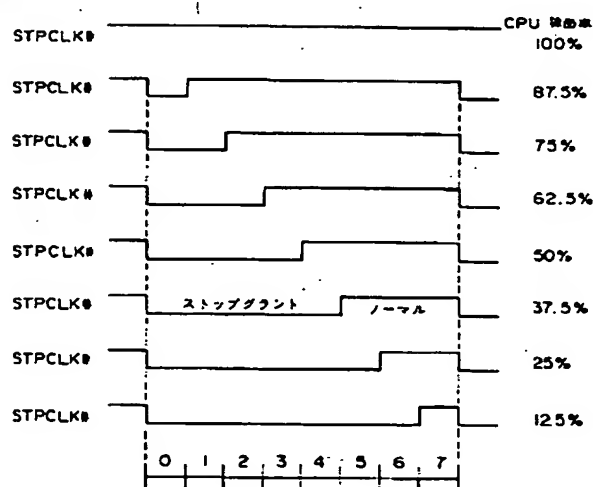 CPU 稼働率
STPCLK# 100%
STPCLK# 87.5%
STPCLK# 75%
STPCLK# 62.5%
STPCLK# 50%
STPCLK# ストップグラント ノーマル 37.5%
STPCLK# 25%
STPCLK# 12.5%
0 1 2 3 4 5 6 7